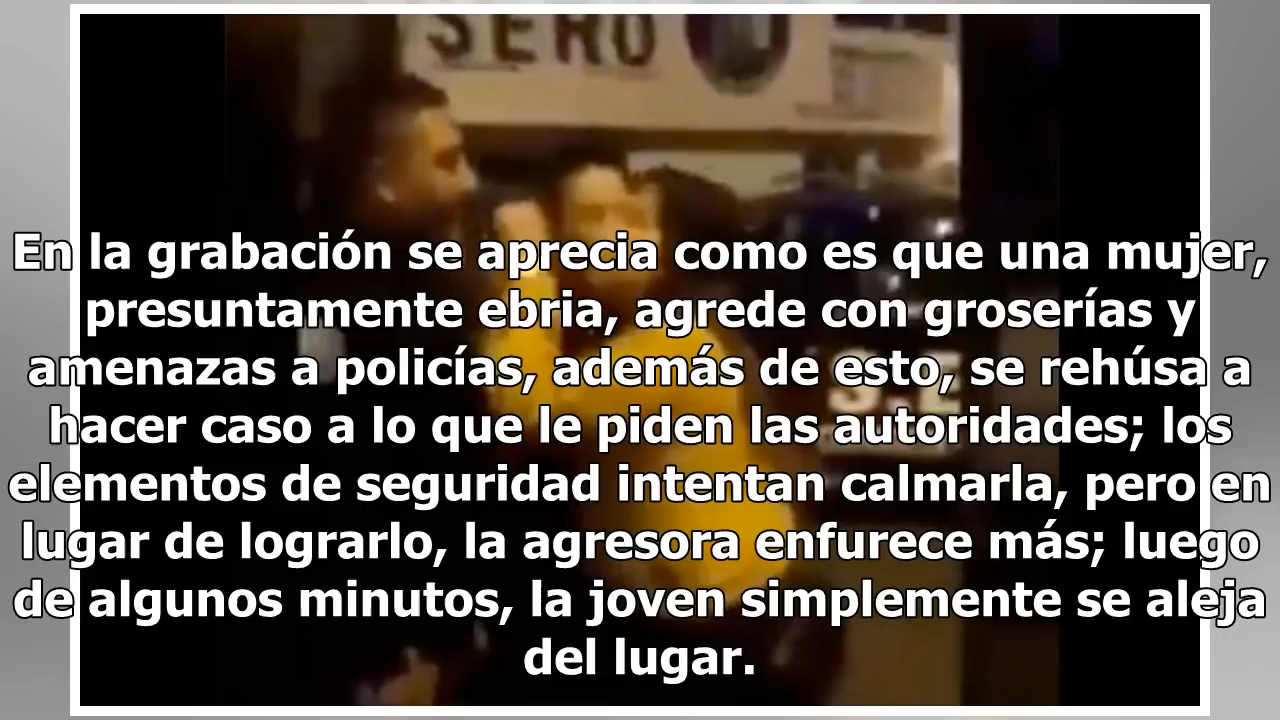 SERO
En la grabación se aprecia como es que una mujer,
presuntamente ebria, agrede con groserías y
amenazas a policías, además de esto, se rehúsa a
hacer caso a lo que le piden las autoridades; los
elementos de seguridad intentan calmarla, pero en
lugar de lograrlo, la agresora enfurece más; luego
de algunos minutos, la joven simplemente se aleja
del lugar.